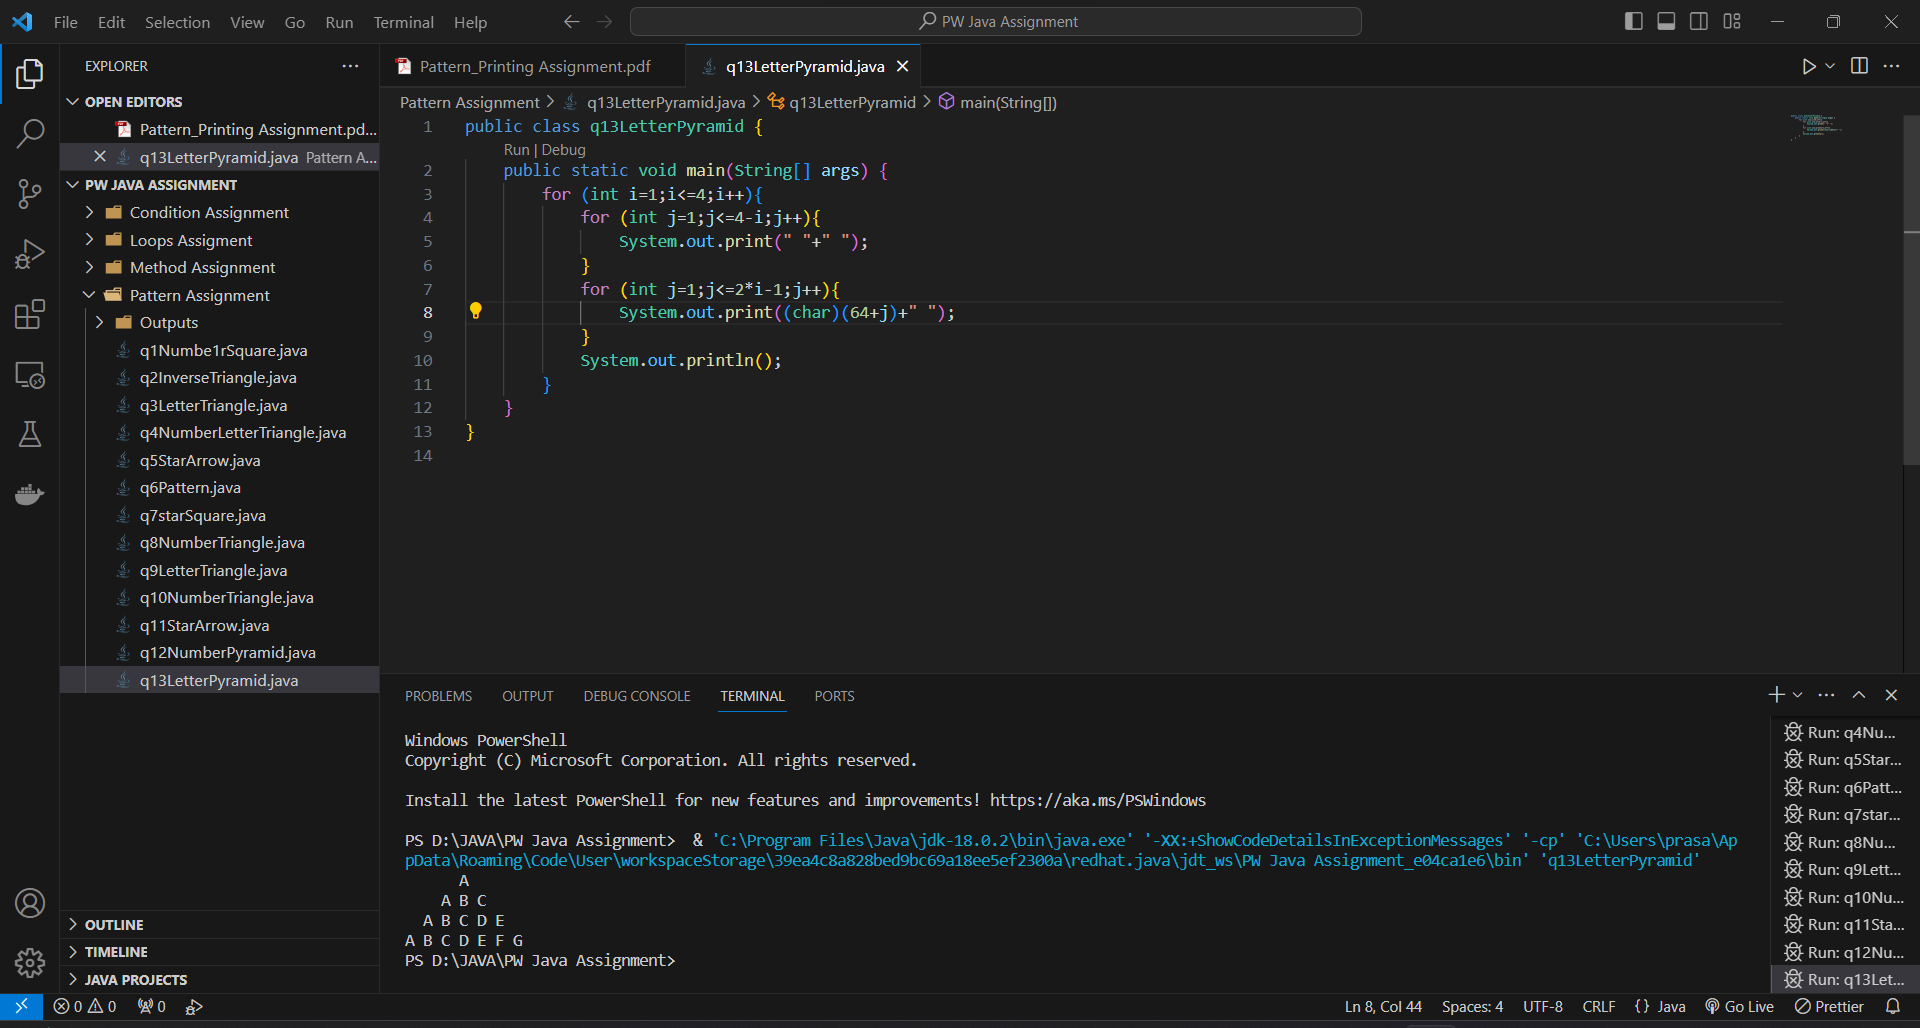 File Edit Selection View Go Run Terminal Help
PW Java Assignment
EXPLORER
OPEN EDITORS
Pattern_Printing Assignment.pd...
q13LetterPyramid.java Pattern A...
PW JAVA ASSIGNMENT
Condition Assignment
Loops Assigment
Method Assignment
Pattern Assignment
Outputs
q1Numbe1rSquare.java
q2InverseTriangle.java
q3LetterTriangle.java
q4NumberLetterTriangle.java
q5StarArrow.java
q6Pattern.java
q7starSquare.java
q8NumberTriangle.java
q9LetterTriangle.java
q10NumberTriangle.java
q11StarArrow.java
q12NumberPyramid.java
q13LetterPyramid.java
OUTLINE
TIMELINE
JAVA PROJECTS
Pattern_Printing Assignment.pdf
q13LetterPyramid.java
Pattern Assignment > q13LetterPyramid.java > q13LetterPyramid > main(String[])
1 public class q13LetterPyramid {
Run | Debug
2 public static void main(String[] args) {
3 for (int i=1;i<=4;i++){
4 for (int j=1;j<=4-i;j++){
5 System.out.print(" "+" ");
6 }
7 for (int j=1;j<=2*i-1;j++){
8 System.out.print((char)(64+j)+" ");
9 }
10 System.out.println();
11 }
12 }
13 }
14
PROBLEMS OUTPUT DEBUG CONSOLE TERMINAL PORTS
Windows PowerShell
Copyright (C) Microsoft Corporation. All rights reserved.
Install the latest PowerShell for new features and improvements! https://aka.ms/PSWindows
PS D:\JAVA\PW Java Assignment> & 'C:\Program Files\Java\jdk-18.0.2\bin\java.exe' '-XX:+ShowCodeDetailsInExceptionMessages' '-cp' 'C:\Users\prasa\Ap
pData\Roaming\Code\User\workspaceStorage\39ea4c8a828bed9bc69a18ee5ef2300a\redhat.java\jdt_ws\PW Java Assignment_e04ca1e6\bin' 'q13LetterPyramid'
A
A B C
A B C D E
A B C D E F G
PS D:\JAVA\PW Java Assignment>
Run: q4Nu...
Run: q5Star...
Run: q6Patt...
Run: q7star...
Run: q8Nu...
Run: q9Lett...
Run: q10Nu...
Run: q11Sta...
Run: q12Nu...
Run: q13Let...
0 0 0
Ln 8, Col 44 Spaces: 4 UTF-8 CRLF {} Java Go Live Prettier